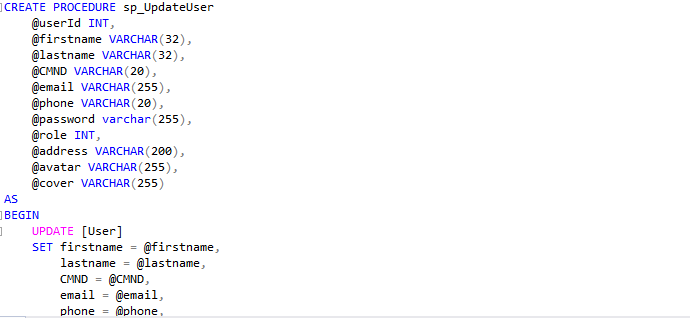 CREATE PROCEDURE sp_UpdateUser
    @userId INT,
    @firstname VARCHAR(32),
    @lastname VARCHAR(32),
    @CMND VARCHAR(20),
    @email VARCHAR(255),
    @phone VARCHAR(20),
    @password varchar(255),
    @role INT,
    @address VARCHAR(200),
    @avatar VARCHAR(255),
    @cover VARCHAR(255)
AS
BEGIN
    UPDATE [User]
    SET firstname = @firstname,
        lastname = @lastname,
        CMND = @CMND,
        email = @email,
        phone = @phone,